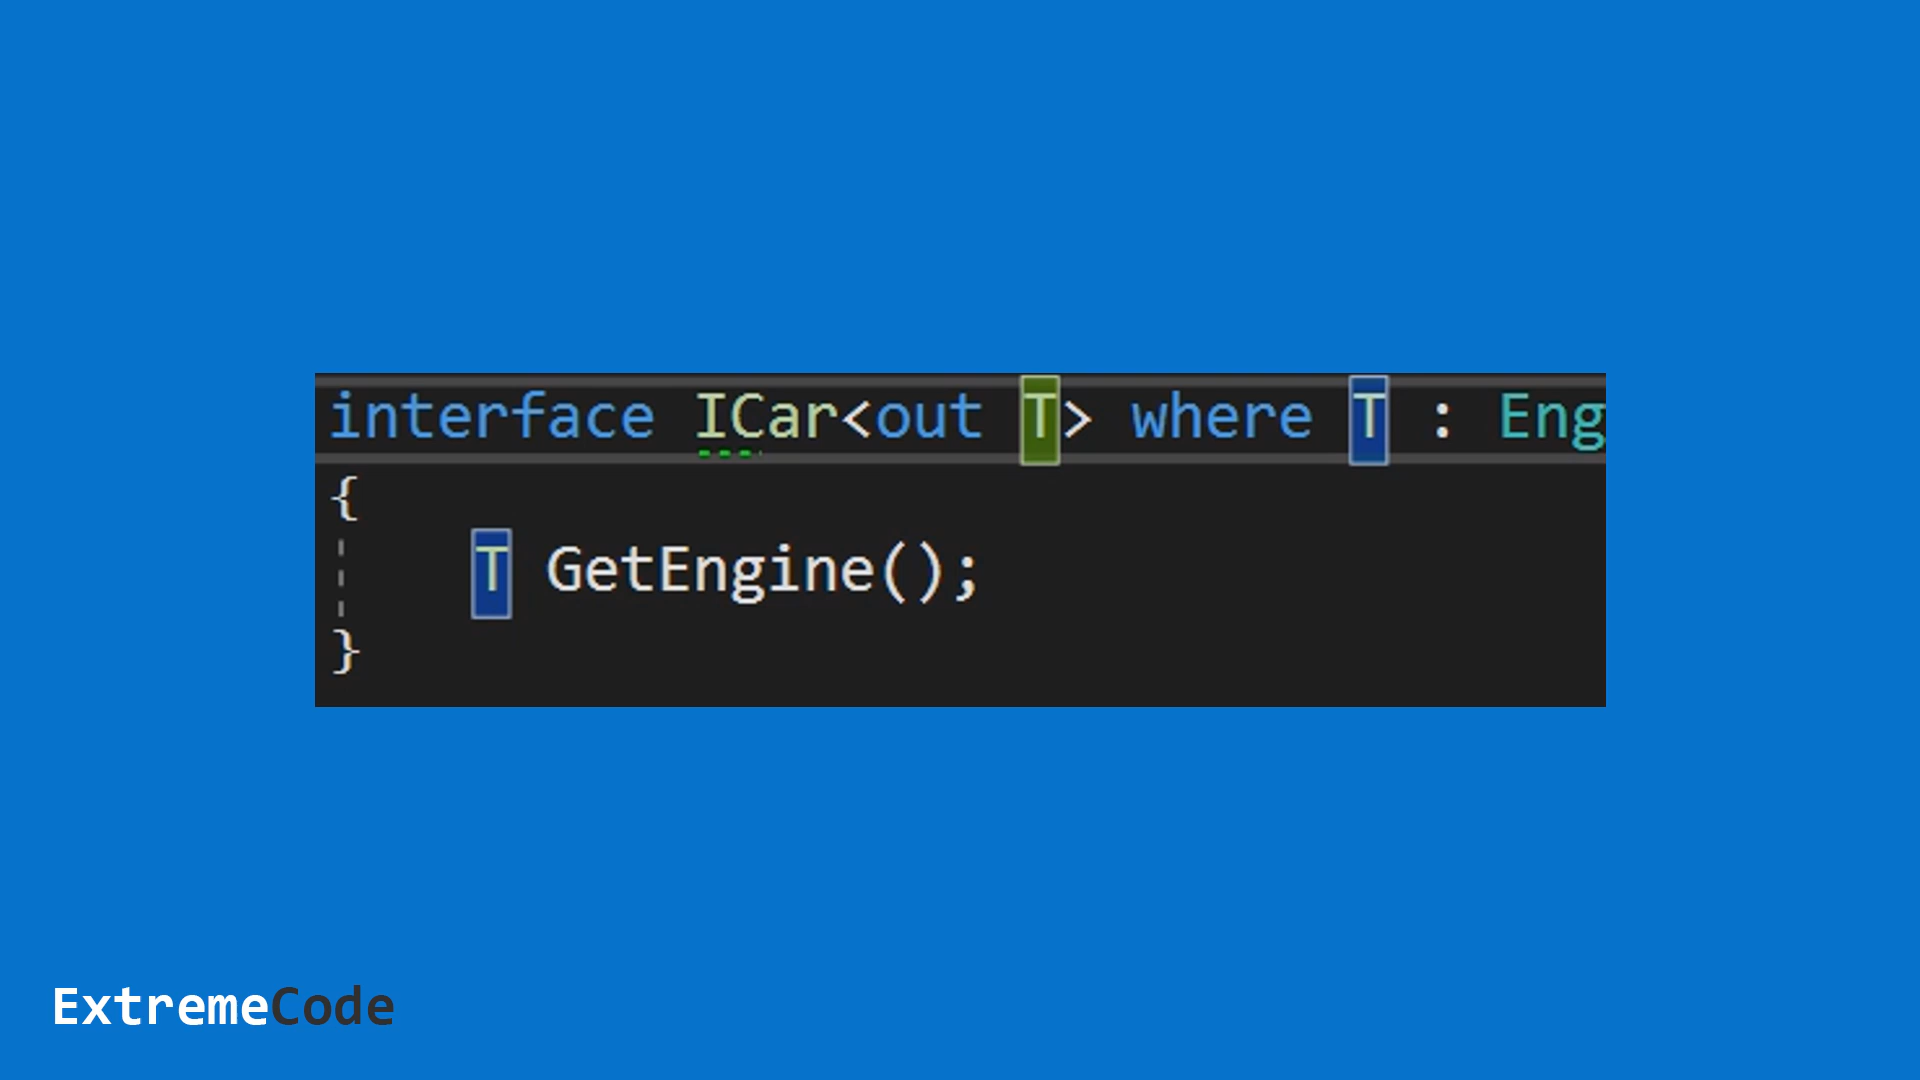 interface ICar<out T> where T : Eng
{
T GetEngine();
}
ExtremeCode